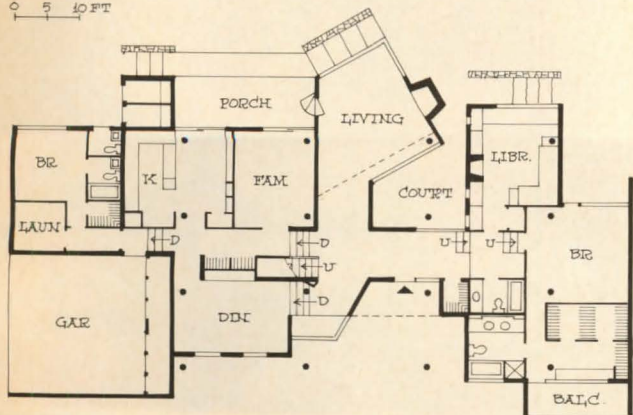 0 5 10 FT
PORCH
LIVING
BR
K
FAM
LIBR.
COURT
LAUN
D
D
U
U
U
BR
D
GAR
DIN
BALC.